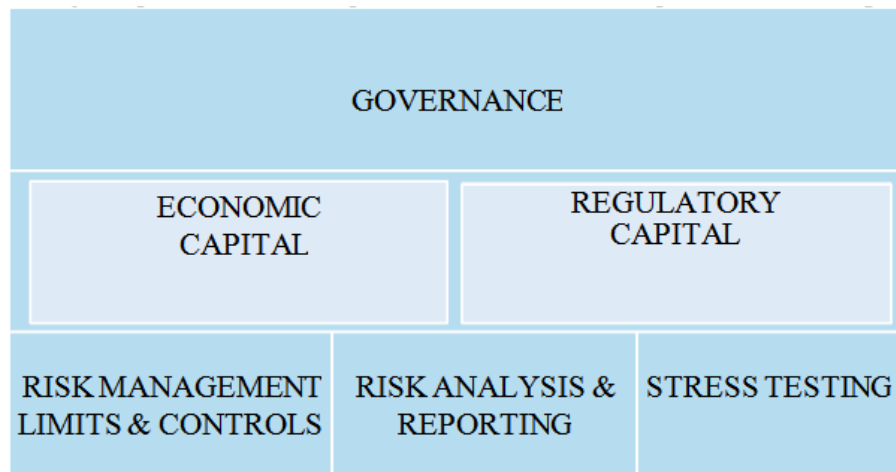 GOVERNANCE
ECONOMIC
CAPITAL
REGULATORY
CAPITAL
RISK MANAGEMENT
LIMITS & CONTROLS
RISK ANALYSIS &
REPORTING
STRESS TESTING